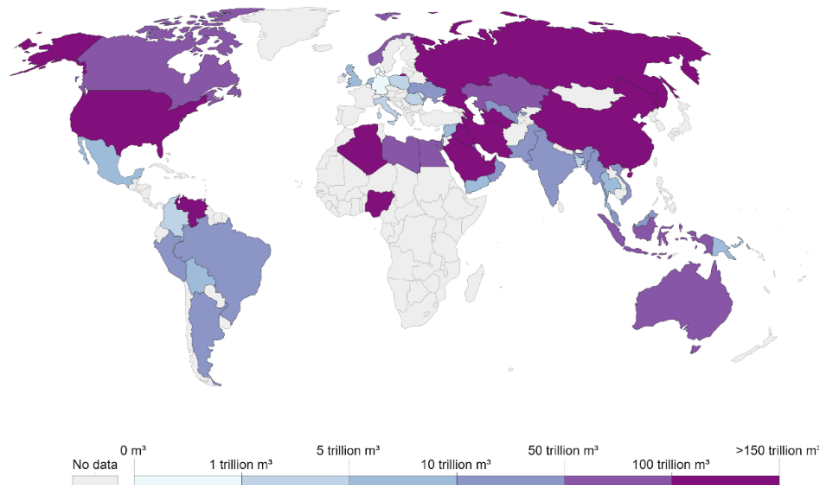 0 m³ 5 trillion m³ 50 trillion m³ >150 trillion m³
No data 1 trillion m³ 10 trillion m³ 100 trillion m³